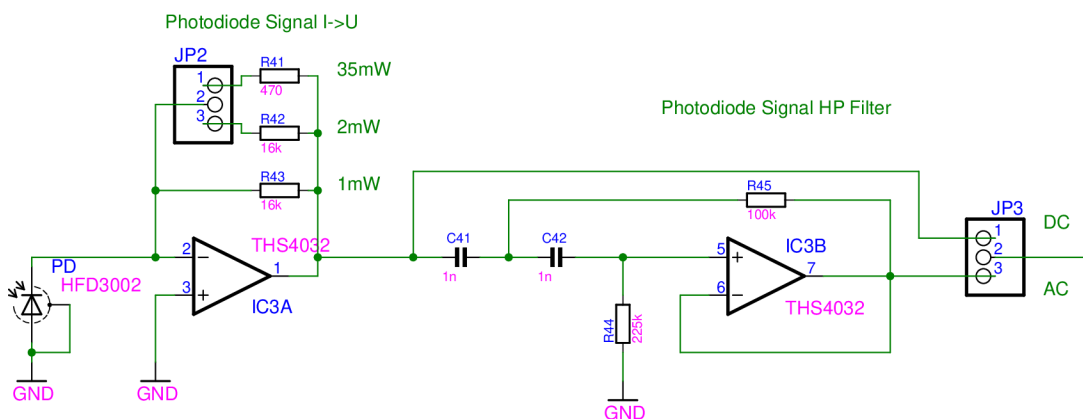 Photodiode Signal I->U
JP2
1
2
3
R41
470
35mW
R42
16k
2mW
R43
16k
1mW
Photodiode Signal HP Filter
R45
100k
JP3
1
2
3
DC
AC
PD
HFD3002
GND
2
3
1
THS4032
IC3A
GND
C41
1n
C42
1n
R44
225k
GND
5
6
7
IC3B
THS4032